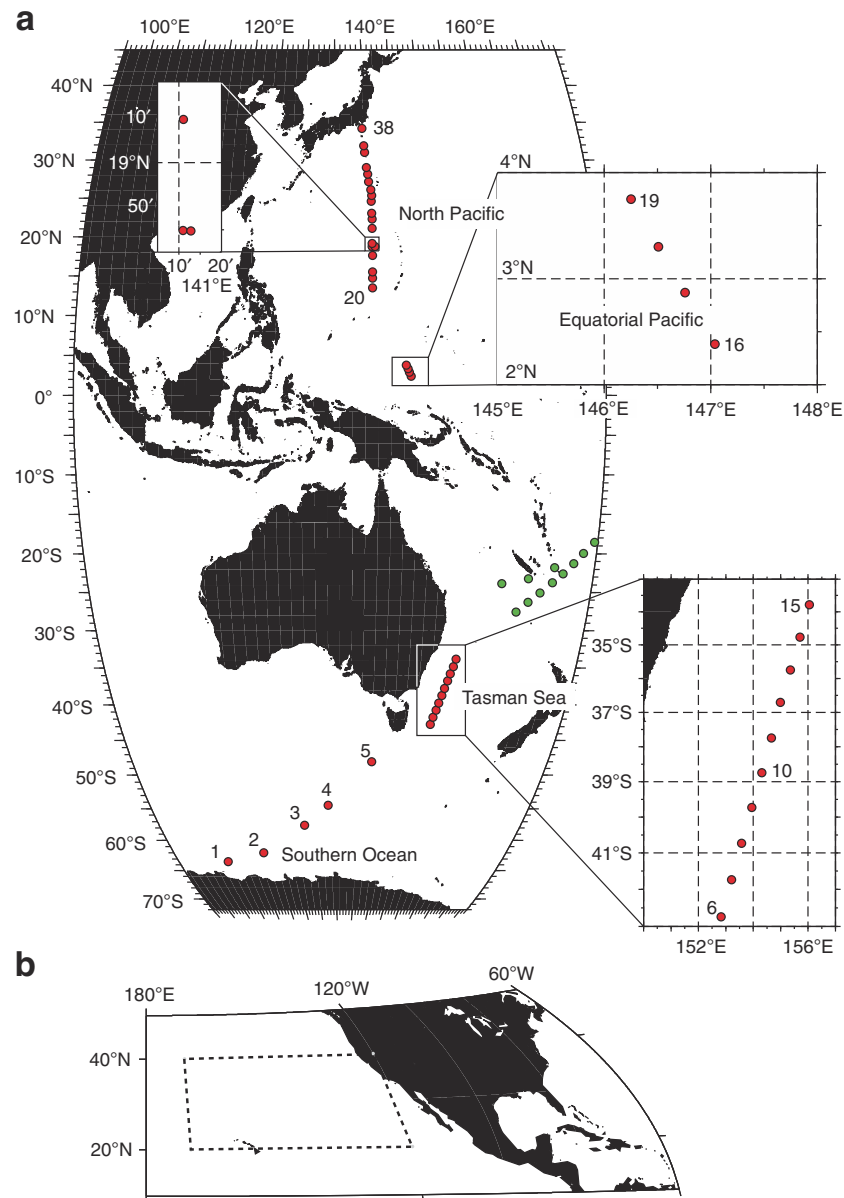 a
100°E 120°E 140°E 160°E
40°N
30°N
20°N
10°N
0°
10°S
20°S
30°S
40°S
50°S
60°S
70°S
10′
19°N
50′
10′ 20′
141°E
38
20
North Pacific
4°N
3°N
2°N
19
16
Equatorial Pacific
145°E 146°E 147°E 148°E
Tasman Sea
15
10
6
35°S
37°S
39°S
41°S
152°E 156°E
5
4
3
2
1
Southern Ocean
b
180°E 120°W 60°W
40°N
20°N